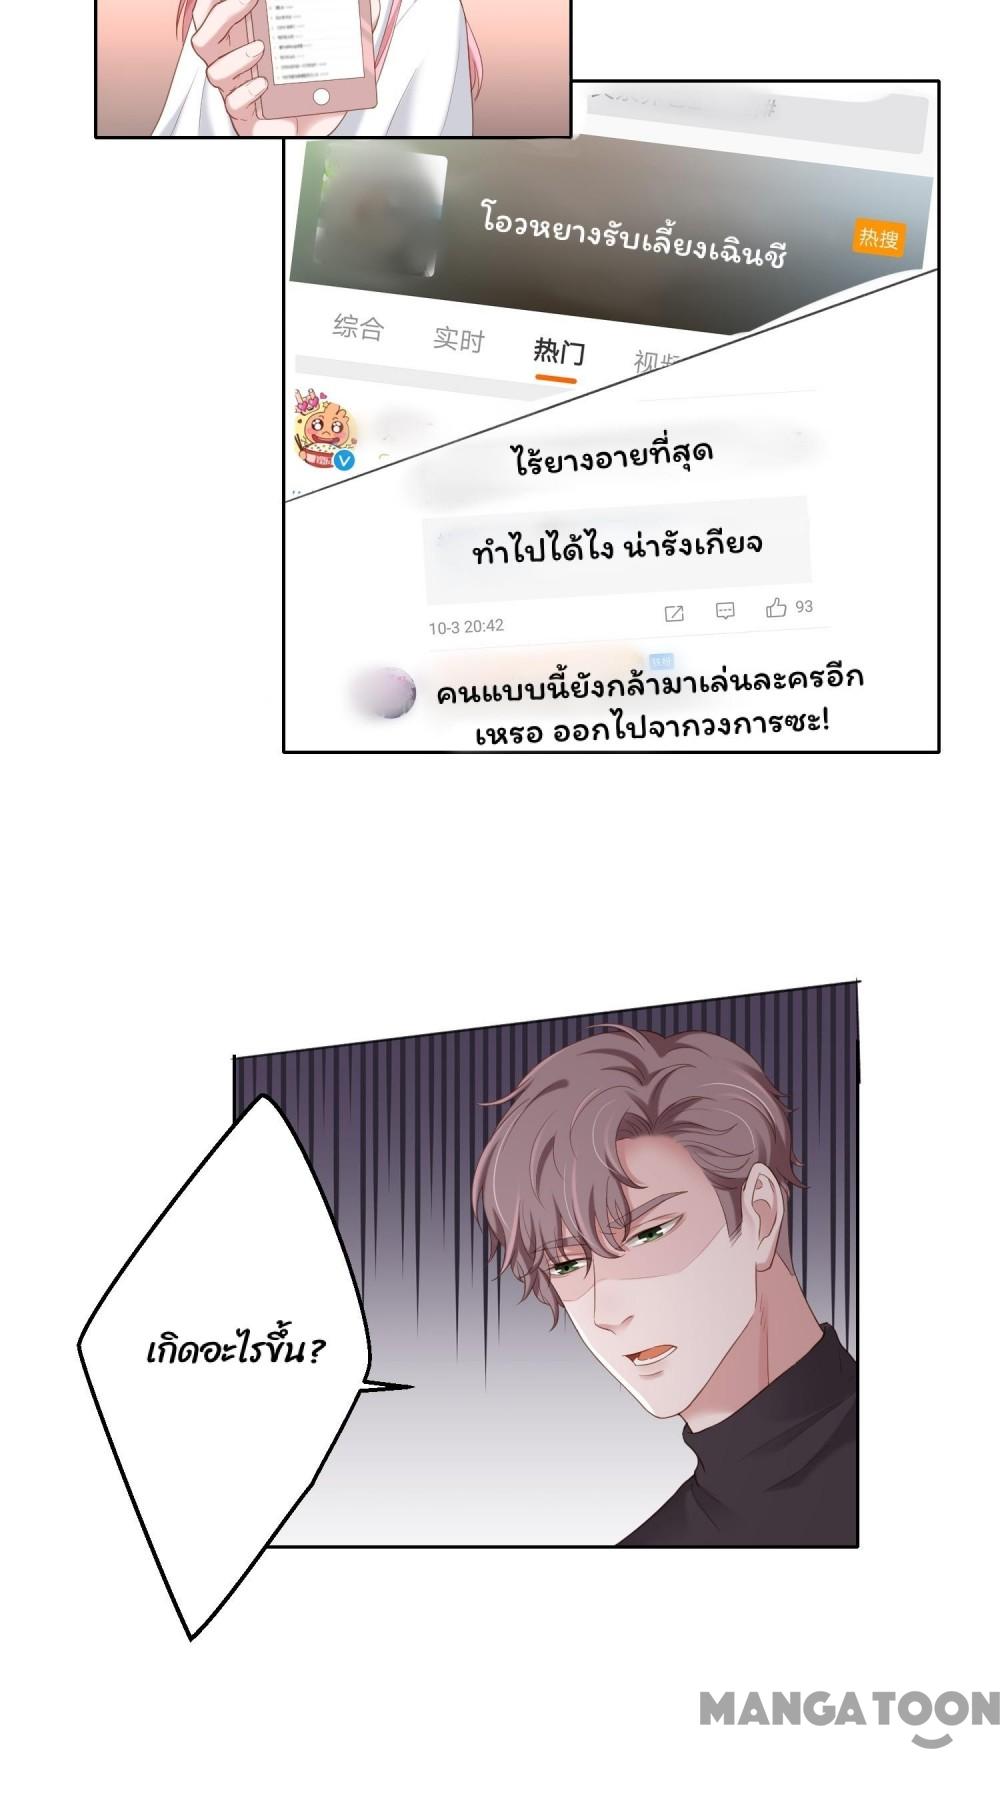 โอวหยางรับเลี้ยงเฉินซี
热搜
综合 实时 热门
ไร้ยางอายที่สุด
ทำไปได้ไง น่ารังเกียจ
10-3 20:42 93
คนแบบนี้ยังกล้ามาเล่นละครอีก
เหรอ ออกไปจากวงการซะ!
เกิดอะไรขึ้น?
MANGATOON